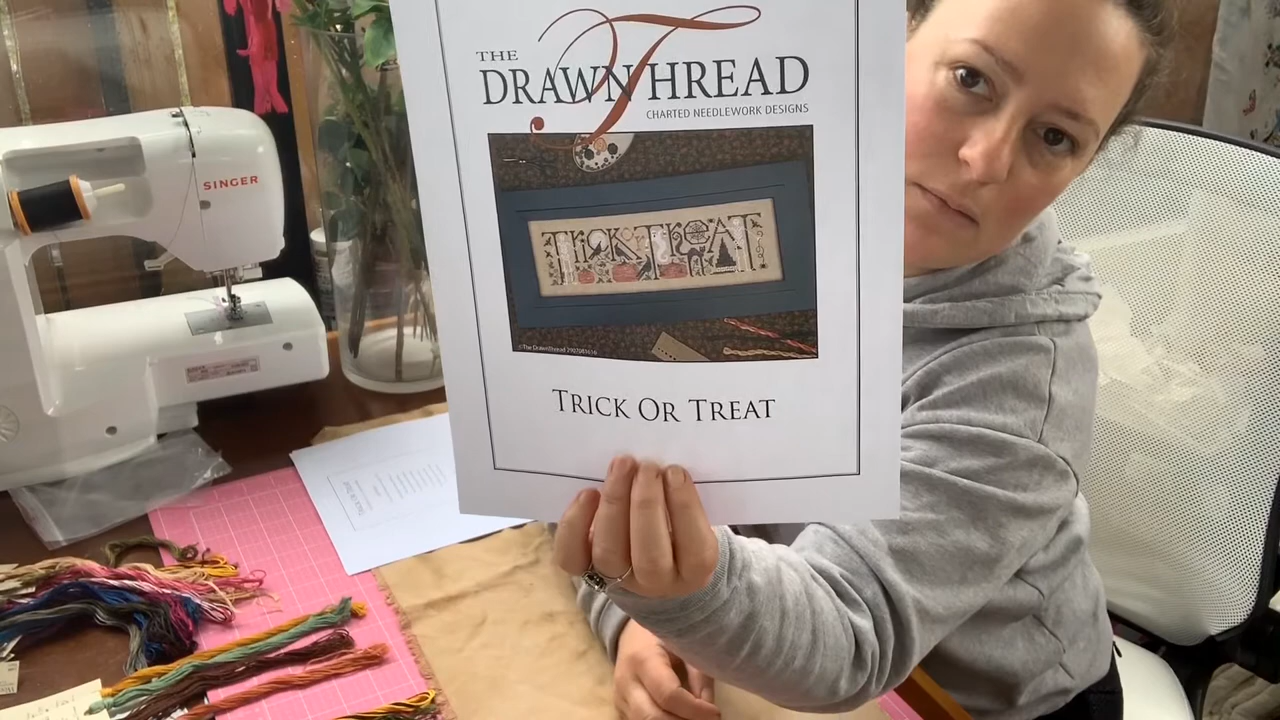 THE
DRAWN THREAD
CHARTED NEEDLEWORK DESIGNS
TRICK or TREAT
TRICK OR TREAT
SINGER